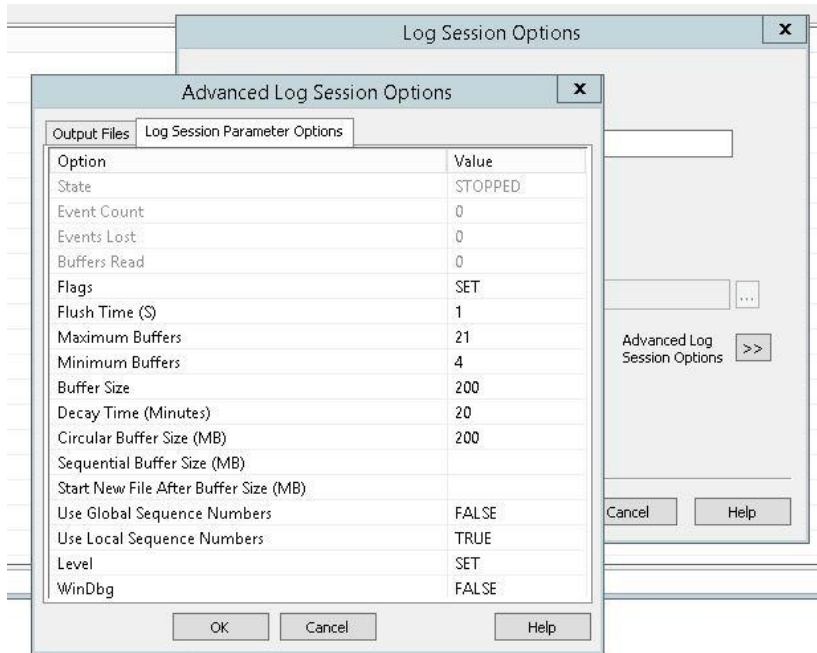 Log Session Options
x
Advanced Log Session Options
x
Output Files Log Session Parameter Options
Option Value
State STOPPED
Event Count 0
Events Lost 0
Buffers Read 0
Flags SET
Flush Time (S) 1
Maximum Buffers 21
Minimum Buffers 4
Buffer Size 200
Decay Time (Minutes) 20
Circular Buffer Size (MB) 200
Sequential Buffer Size (MB)
Start New File After Buffer Size (MB)
Use Global Sequence Numbers FALSE
Use Local Sequence Numbers TRUE
Level SET
WinDbg FALSE
OK Cancel Help
...
Advanced Log
Session Options >>
Cancel Help